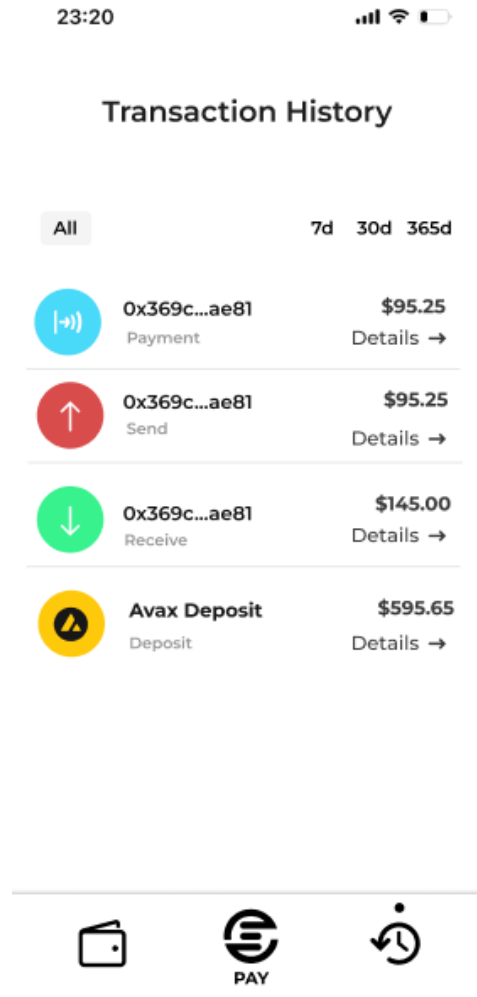 23:20
Transaction History
All 7d 30d 365d
0x369c...ae81 $95.25
Payment Details →
0x369c...ae81 $95.25
Send Details →
0x369c...ae81 $145.00
Receive Details →
Avax Deposit $595.65
Deposit Details →
PAY